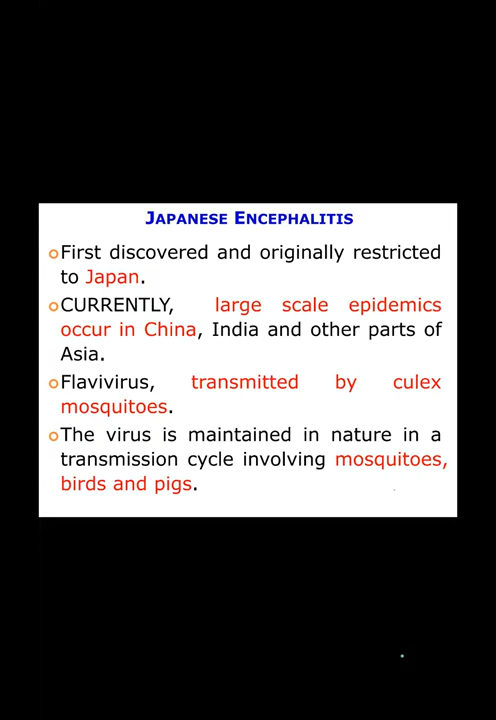 JAPANESE ENCEPHALITIS
First discovered and originally restricted
to Japan.
CURRENTLY, large scale epidemics
occur in China, India and other parts of
Asia.
Flavivirus, transmitted by culex
mosquitoes.
The virus is maintained in nature in a
transmission cycle involving mosquitoes,
birds and pigs.